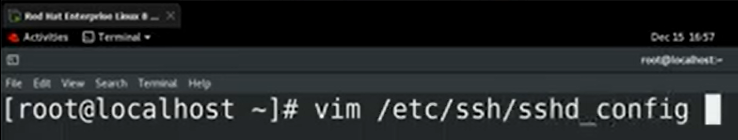 Red Hat Enterprise Linux 8 ... ×
Activities Terminal ▾ Dec 15 16:57
root@localhost:~
File Edit View Search Terminal Help
[root@localhost ~]# vim /etc/ssh/sshd_config